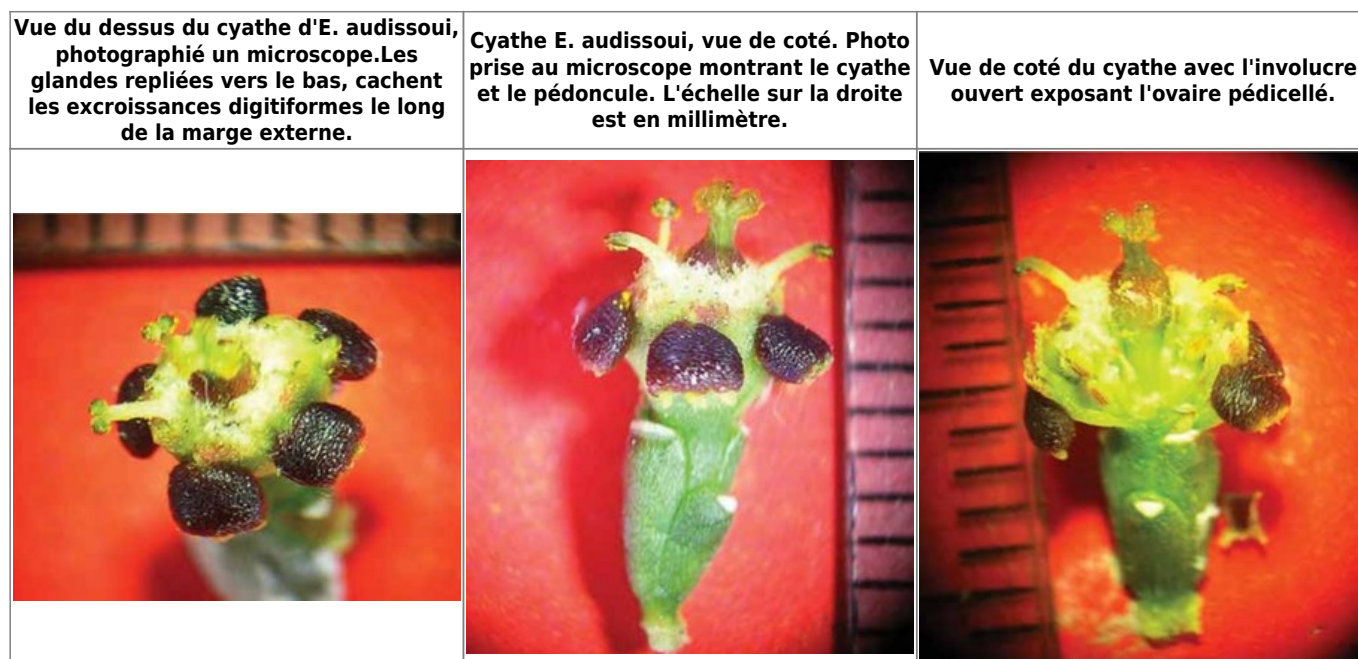 Vue du dessus du cyathe d'E. audissoui,
photographié un microscope.Les
glandes repliées vers le bas, cachent
les excroissances digitiformes le long
de la marge externe.
Cyathe E. audissoui, vue de coté. Photo
prise au microscope montrant le cyathe
et le pédoncule. L'échelle sur la droite
est en millimètre.
Vue de coté du cyathe avec l'involucre
ouvert exposant l'ovaire pédicellé.